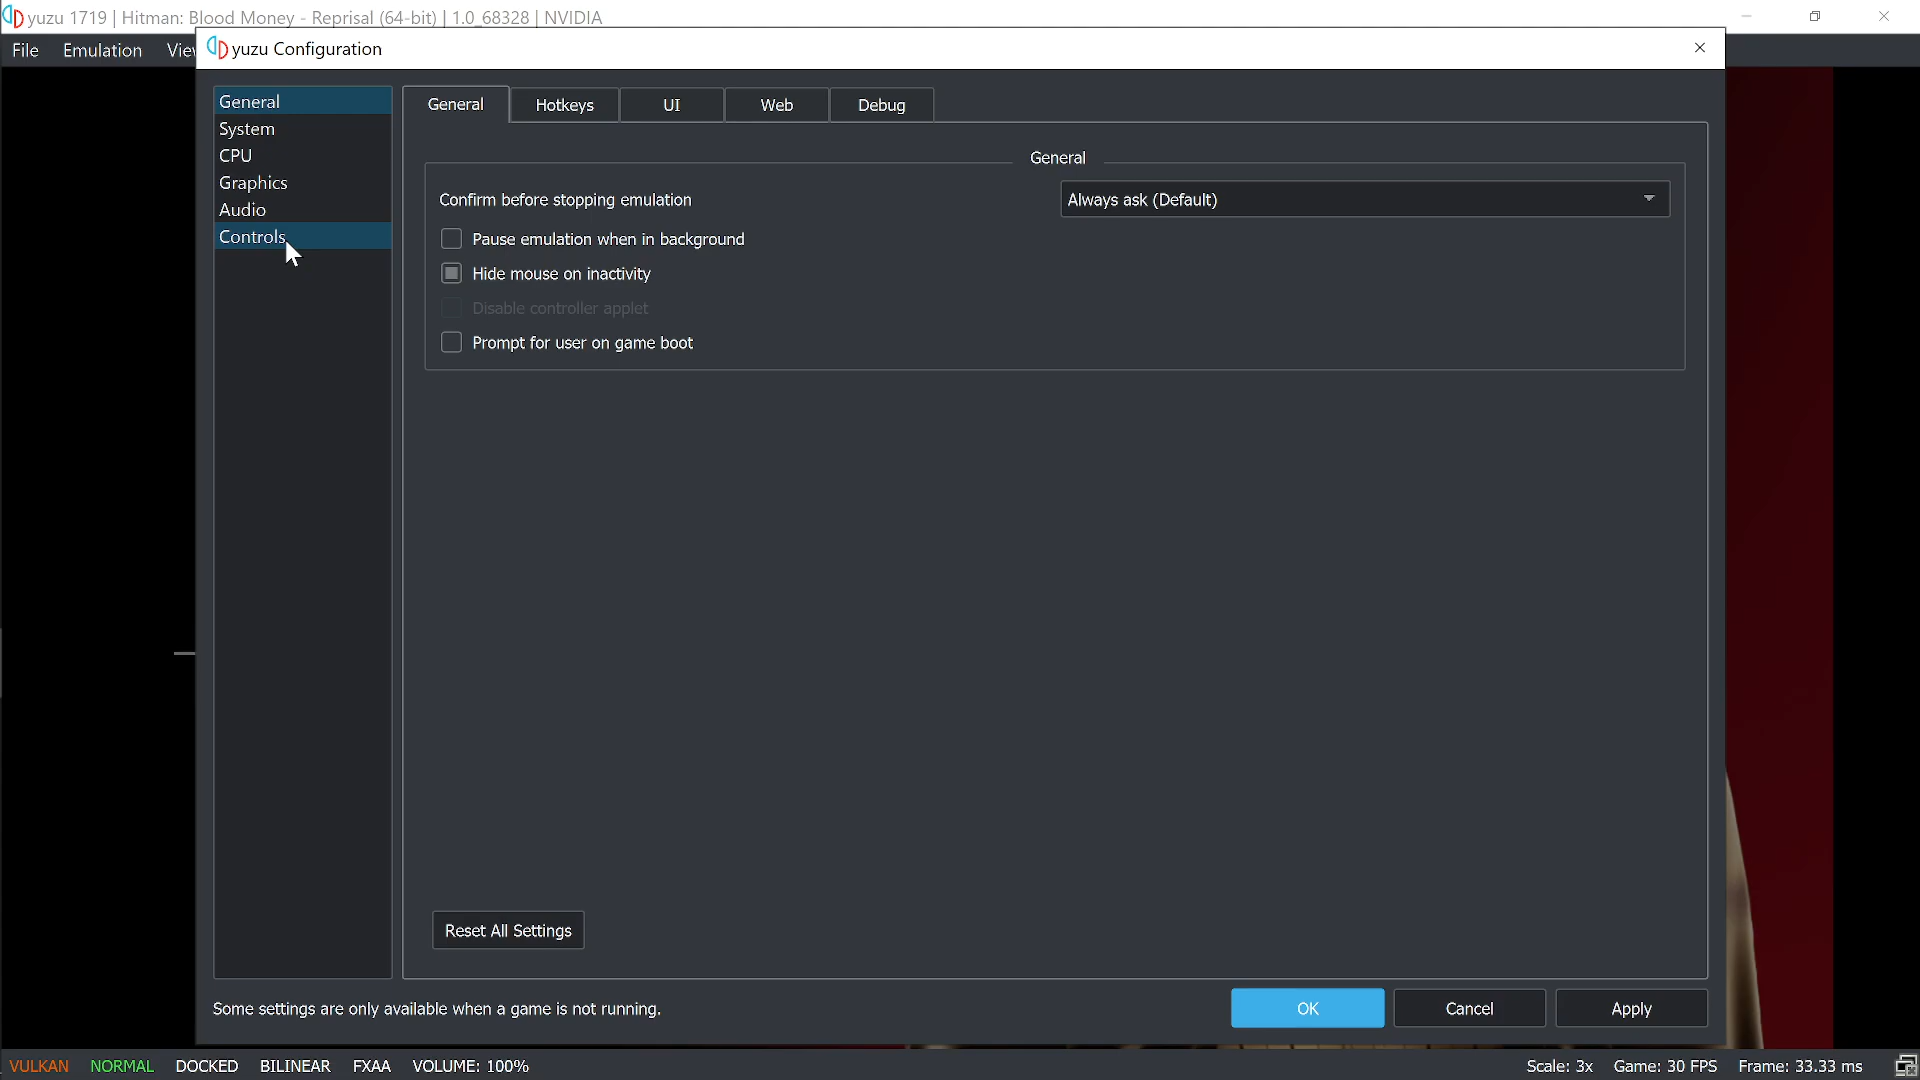 yuzu 1719 | Hitman: Blood Money - Reprisal (64-bit) | 1.0_68328 | NVIDIA
File Emulation
yuzu Configuration
General
System
CPU
Graphics
Audio
Controls
General Hotkeys UI Web Debug
General
Confirm before stopping emulation Always ask (Default)
Pause emulation when in background
Hide mouse on inactivity
Disable controller applet
Prompt for user on game boot
Reset All Settings
Some settings are only available when a game is not running.
OK Cancel Apply
VULKAN NORMAL DOCKED BILINEAR FXAA VOLUME: 100% Scale: 3x Game: 30 FPS Frame: 33.33 ms